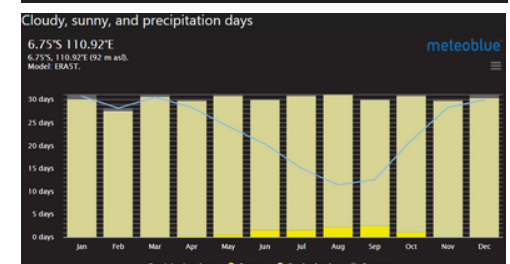 Cloudy, sunny, and precipitation days
6.75°S 110.92°E
6.75°S, 110.92°E (92 m asl).
Model: ERA5T.
meteoblue
30 days
25 days
20 days
15 days
10 days
5 days
0 days
Jan Feb Mar Apr May Jun Jul Aug Sep Oct Nov Dec